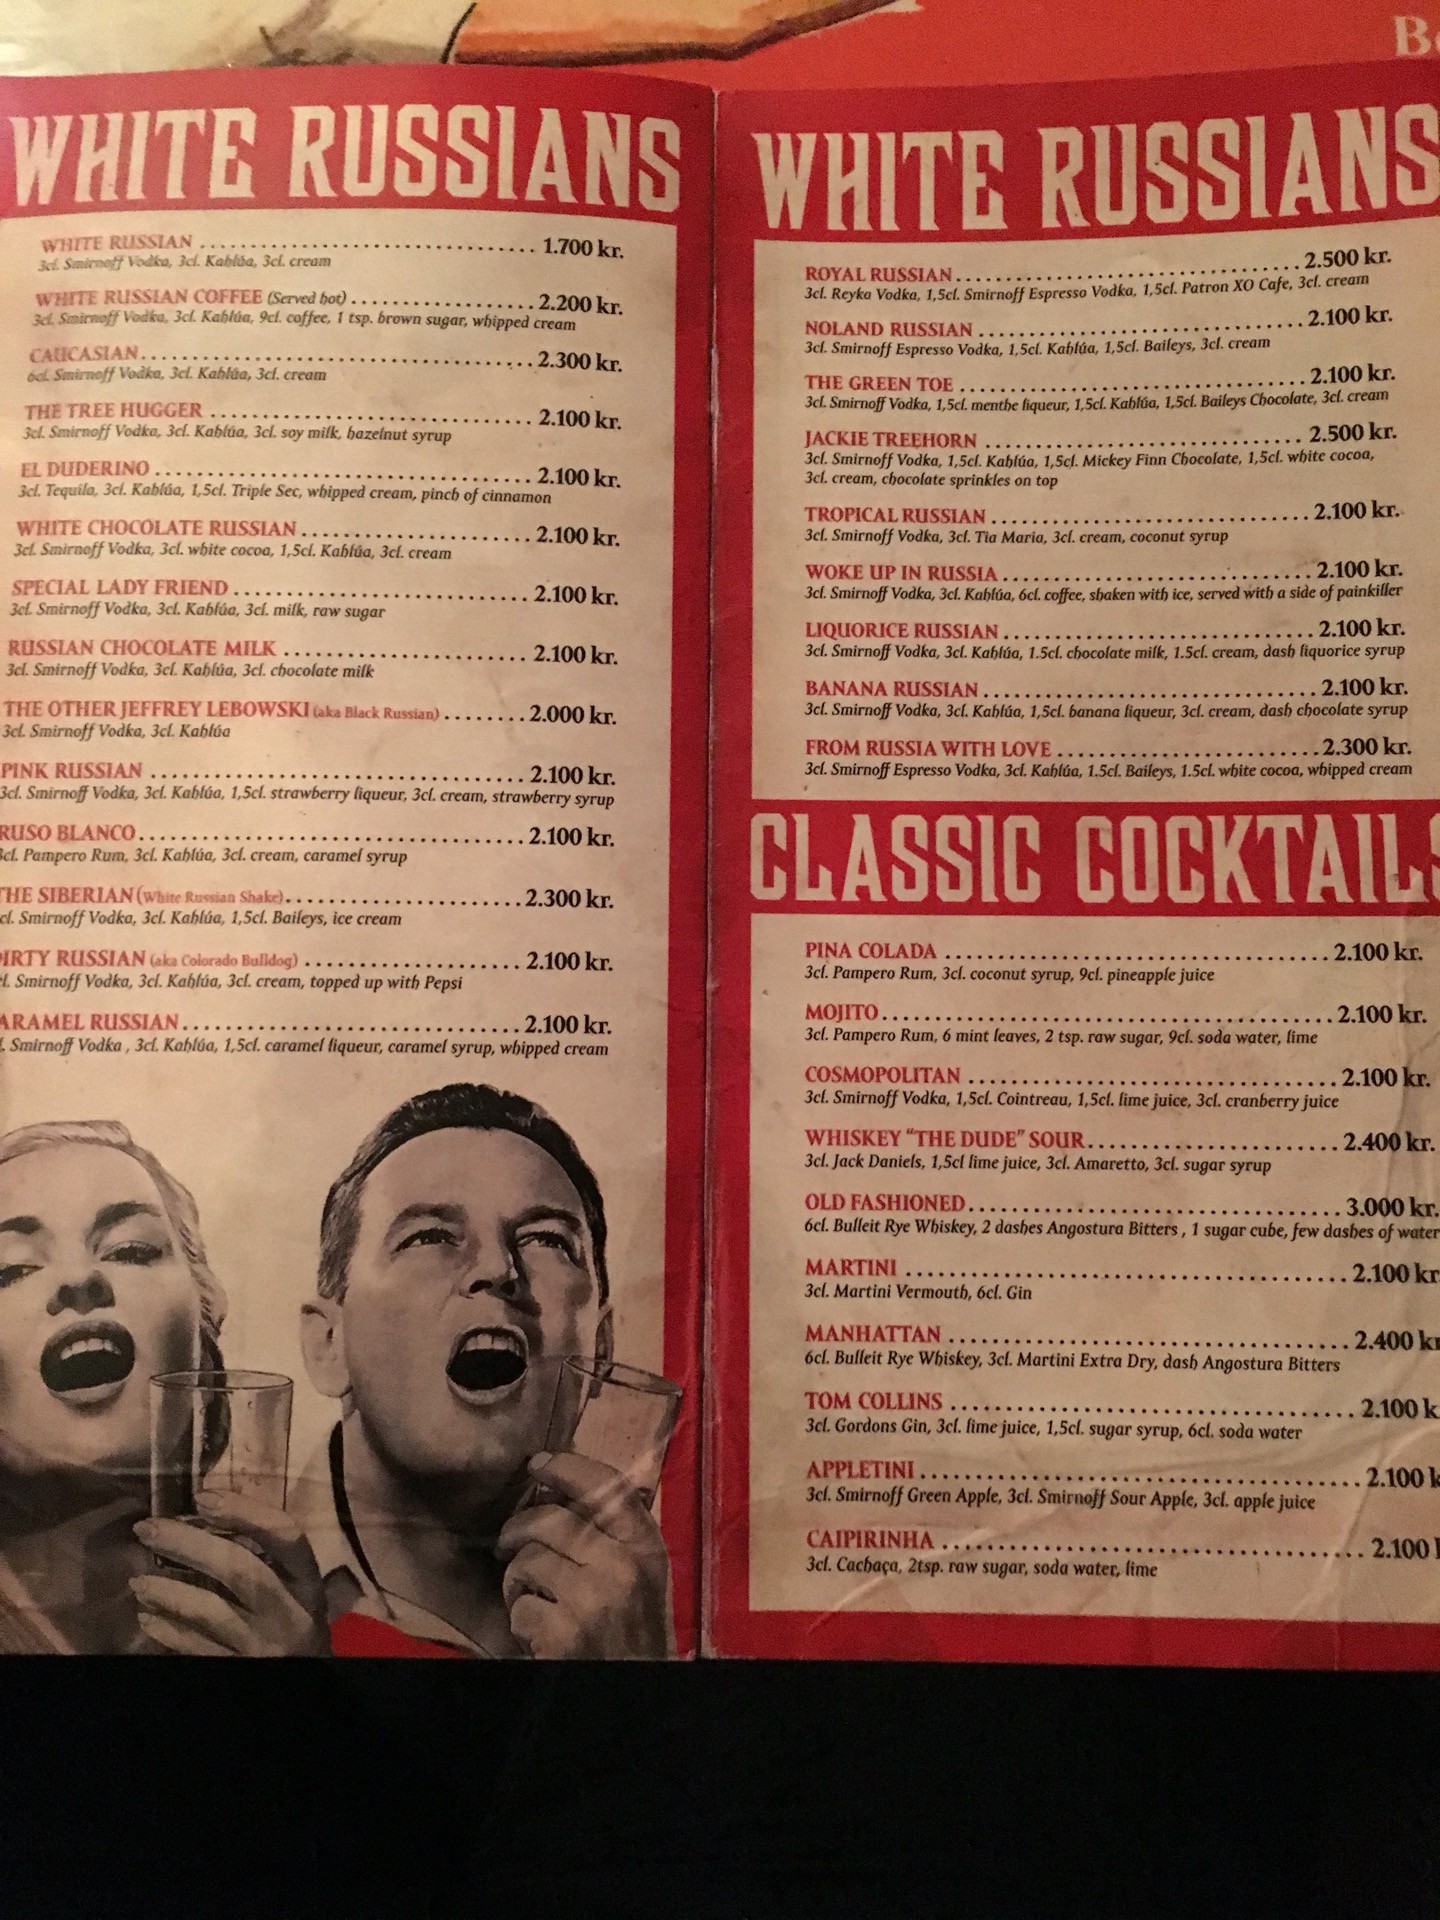 WHITE RUSSIANS
WHITE RUSSIAN ................................ 1.700 kr.
3cl. Smirnoff Vodka, 3cl. Kahlúa, 3cl. cream
WHITE RUSSIAN COFFEE (Served hot) ................. 2.200 kr.
3cl. Smirnoff Vodka, 3cl. Kahlúa, 9cl. coffee, 1 tsp. brown sugar, whipped cream
CAUCASIAN ...................................... 2.300 kr.
6cl. Smirnoff Vodka, 3cl. Kahlúa, 3cl. cream
THE TREE HUGGER ............................... 2.100 kr.
3cl. Smirnoff Vodka, 3cl. Kahlúa, 3cl. soy milk, hazelnut syrup
EL DUDERINO .................................... 2.100 kr.
3cl. Tequila, 3cl. Kahlúa, 1,5cl. Triple Sec, whipped cream, pinch of cinnamon
WHITE CHOCOLATE RUSSIAN ...................... 2.100 kr.
3cl. Smirnoff Vodka, 3cl. white cocoa, 1,5cl. Kahlúa, 3cl. cream
SPECIAL LADY FRIEND ............................. 2.100 kr.
3cl. Smirnoff Vodka, 3cl. Kahlúa, 3cl. milk, raw sugar
RUSSIAN CHOCOLATE MILK ........................ 2.100 kr.
3cl. Smirnoff Vodka, 3cl. Kahlúa, 3cl. chocolate milk
THE OTHER JEFFREY LEBOWSKI (aka Black Russian) ........ 2.000 kr.
3cl. Smirnoff Vodka, 3cl. Kahlúa
PINK RUSSIAN .................................... 2.100 kr.
3cl. Smirnoff Vodka, 3cl. Kahlúa, 1,5cl. strawberry liqueur, 3cl. cream, strawberry syrup
RUSO BLANCO ..................................... 2.100 kr.
3cl. Pampero Rum, 3cl. Kahlúa, 3cl. cream, caramel syrup
THE SIBERIAN (White Russian Shake) ....................... 2.300 kr.
cl. Smirnoff Vodka, 3cl. Kahlúa, 1,5cl. Baileys, ice cream
DIRTY RUSSIAN (aka Colorado Bulldog) ..................... 2.100 kr.
cl. Smirnoff Vodka, 3cl. Kahlúa, 3cl. cream, topped up with Pepsi
ARAMEL RUSSIAN ................................. 2.100 kr.
l. Smirnoff Vodka , 3cl. Kahlúa, 1,5cl. caramel liqueur, caramel syrup, whipped cream
WHITE RUSSIANS
ROYAL RUSSIAN ................................. 2.500 kr.
3cl. Reyka Vodka, 1,5cl. Smirnoff Espresso Vodka, 1,5cl. Patron XO Cafe, 3cl. cream
NOLAND RUSSIAN ............................... 2.100 kr.
3cl. Smirnoff Espresso Vodka, 1,5cl. Kahlúa, 1,5cl. Baileys, 3cl. cream
THE GREEN TOE ................................. 2.100 kr.
3cl. Smirnoff Vodka, 1,5cl. menthe liqueur, 1,5cl. Kahlúa, 1,5cl. Baileys Chocolate, 3cl. cream
JACKIE TREEHORN .............................. 2.500 kr.
3cl. Smirnoff Vodka, 1,5cl. Kahlúa, 1,5cl. Mickey Finn Chocolate, 1,5cl. white cocoa,
3cl. cream, chocolate sprinkles on top
TROPICAL RUSSIAN .............................. 2.100 kr.
3cl. Smirnoff Vodka, 3cl. Tia Maria, 3cl. cream, coconut syrup
WOKE UP IN RUSSIA ............................. 2.100 kr.
3cl. Smirnoff Vodka, 3cl. Kahlúa, 6cl. coffee, shaken with ice, served with a side of painkiller
LIQUORICE RUSSIAN ............................. 2.100 kr.
3cl. Smirnoff Vodka, 3cl. Kahlúa, 1.5cl. chocolate milk, 1.5cl. cream, dash liquorice syrup
BANANA RUSSIAN ................................ 2.100 kr.
3cl. Smirnoff Vodka, 3cl. Kahlúa, 1,5cl. banana liqueur, 3cl. cream, dash chocolate syrup
FROM RUSSIA WITH LOVE ......................... 2.300 kr.
3cl. Smirnoff Espresso Vodka, 3cl. Kahlúa, 1.5cl. Baileys, 1.5cl. white cocoa, whipped cream
CLASSIC COCKTAILS
PINA COLADA ..................................... 2.100 kr.
3cl. Pampero Rum, 3cl. coconut syrup, 9cl. pineapple juice
MOJITO ........................................... 2.100 kr.
3cl. Pampero Rum, 6 mint leaves, 2 tsp. raw sugar, 9cl. soda water, lime
COSMOPOLITAN ................................... 2.100 kr.
3cl. Smirnoff Vodka, 1,5cl. Cointreau, 1,5cl. lime juice, 3cl. cranberry juice
WHISKEY "THE DUDE" SOUR ........................ 2.400 kr.
3cl. Jack Daniels, 1,5cl lime juice, 3cl. Amaretto, 3cl. sugar syrup
OLD FASHIONED ................................... 3.000 kr.
6cl. Bulleit Rye Whiskey, 2 dashes Angostura Bitters , 1 sugar cube, few dashes of water
MARTINI .......................................... 2.100 kr
3cl. Martini Vermouth, 6cl. Gin
MANHATTAN ...................................... 2.400 kr
6cl. Bulleit Rye Whiskey, 3cl. Martini Extra Dry, dash Angostura Bitters
TOM COLLINS ..................................... 2.100 k
3cl. Gordons Gin, 3cl. lime juice, 1,5cl. sugar syrup, 6cl. soda water
APPLETINI ......................................... 2.100 k
3cl. Smirnoff Green Apple, 3cl. Smirnoff Sour Apple, 3cl. apple juice
CAIPIRINHA ........................................ 2.100
3cl. Cachaça, 2tsp. raw sugar, soda water, lime